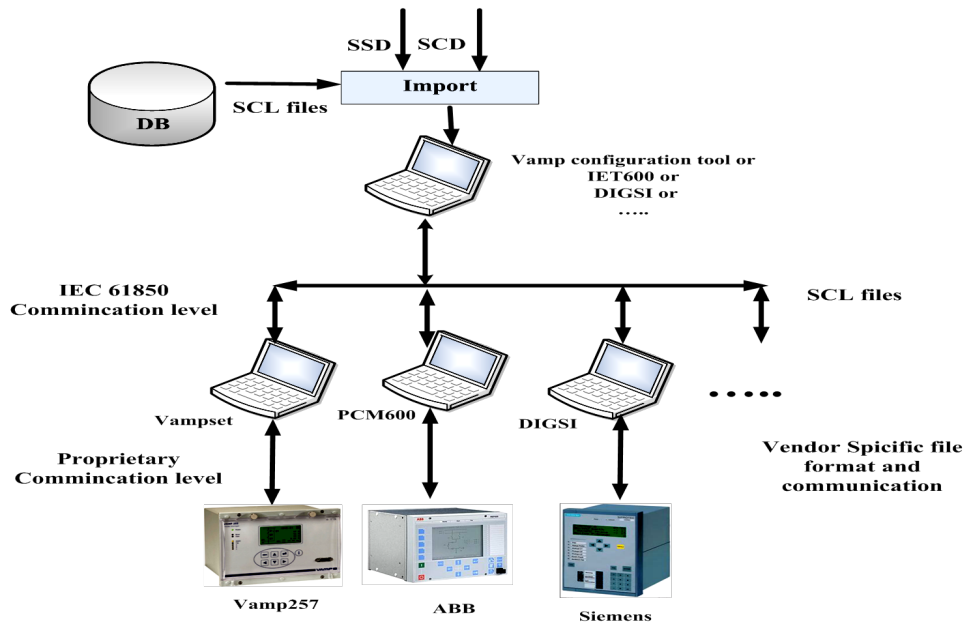 SSD
SCD
Import
DB
SCL files
Vamp configuration tool or
IET600 or
DIGSI or
.....
IEC 61850
Commincation level
SCL files
Vampset
PCM600
DIGSI
.....
Proprietary
Commincation level
Vendor Spicific file
format and
communication
Vamp257
ABB
Siemens